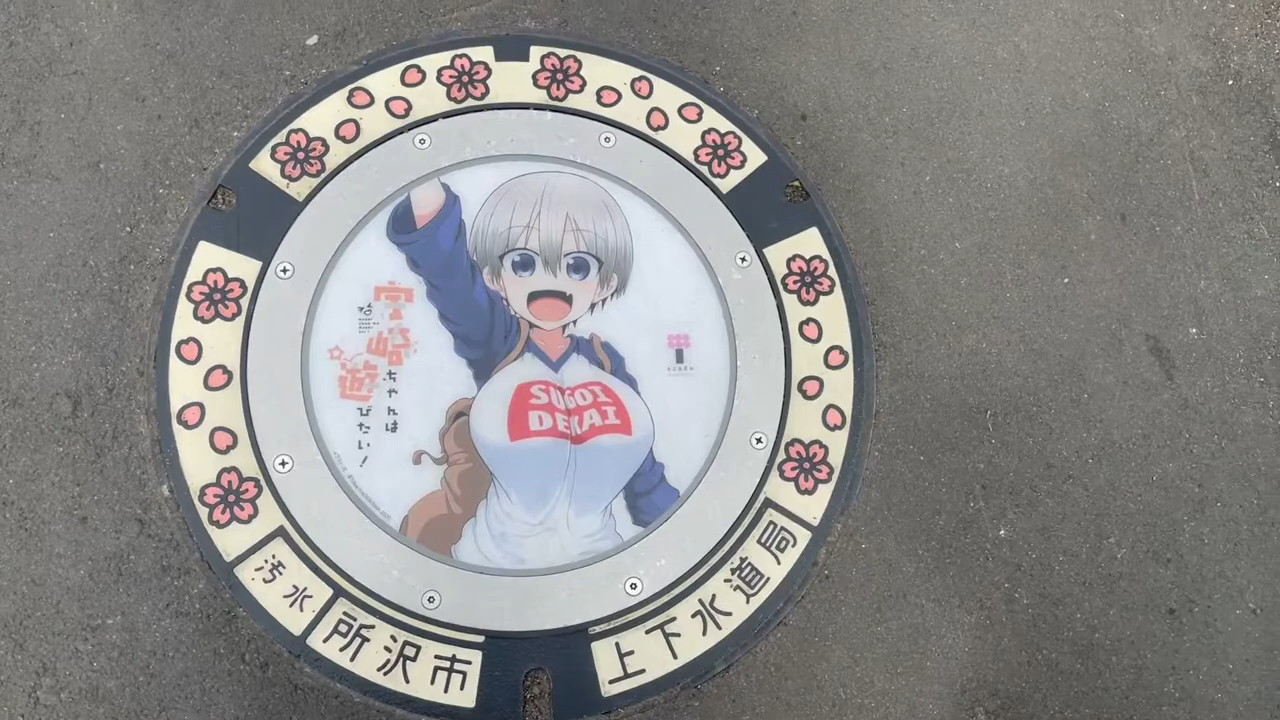 宇崎
ちゃんは
遊
びたい！
SUGOI
DEKAI
汚水
所沢市
上下水道局